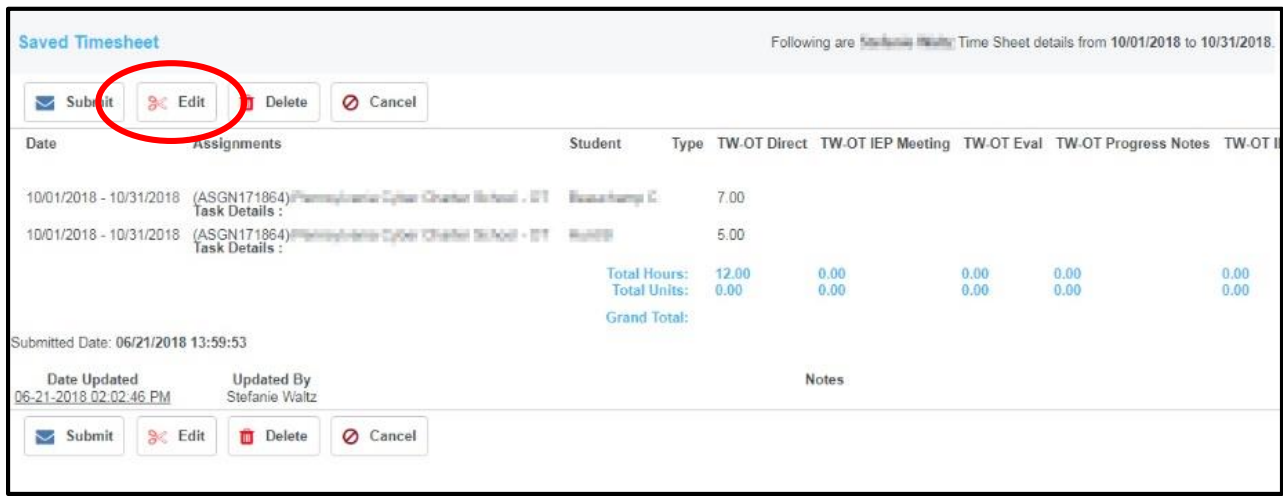 Saved Timesheet
Following are Time Sheet details from 10/01/2018 to 10/31/2018.
Submit Edit Delete Cancel
Date Assignments Student Type TW-OT Direct TW-OT IEP Meeting TW-OT Eval TW-OT Progress Notes TW-OT
10/01/2018 - 10/31/2018 (ASGN171864) 7.00
Task Details :
10/01/2018 - 10/31/2018 (ASGN171864) 5.00
Task Details :
Total Hours: 12.00 0.00 0.00 0.00 0.00
Total Units: 0.00 0.00 0.00 0.00 0.00
Grand Total:
Submitted Date: 06/21/2018 13:59:53
Date Updated Updated By Notes
06-21-2018 02:02:46 PM Stefanie Waltz
Submit Edit Delete Cancel